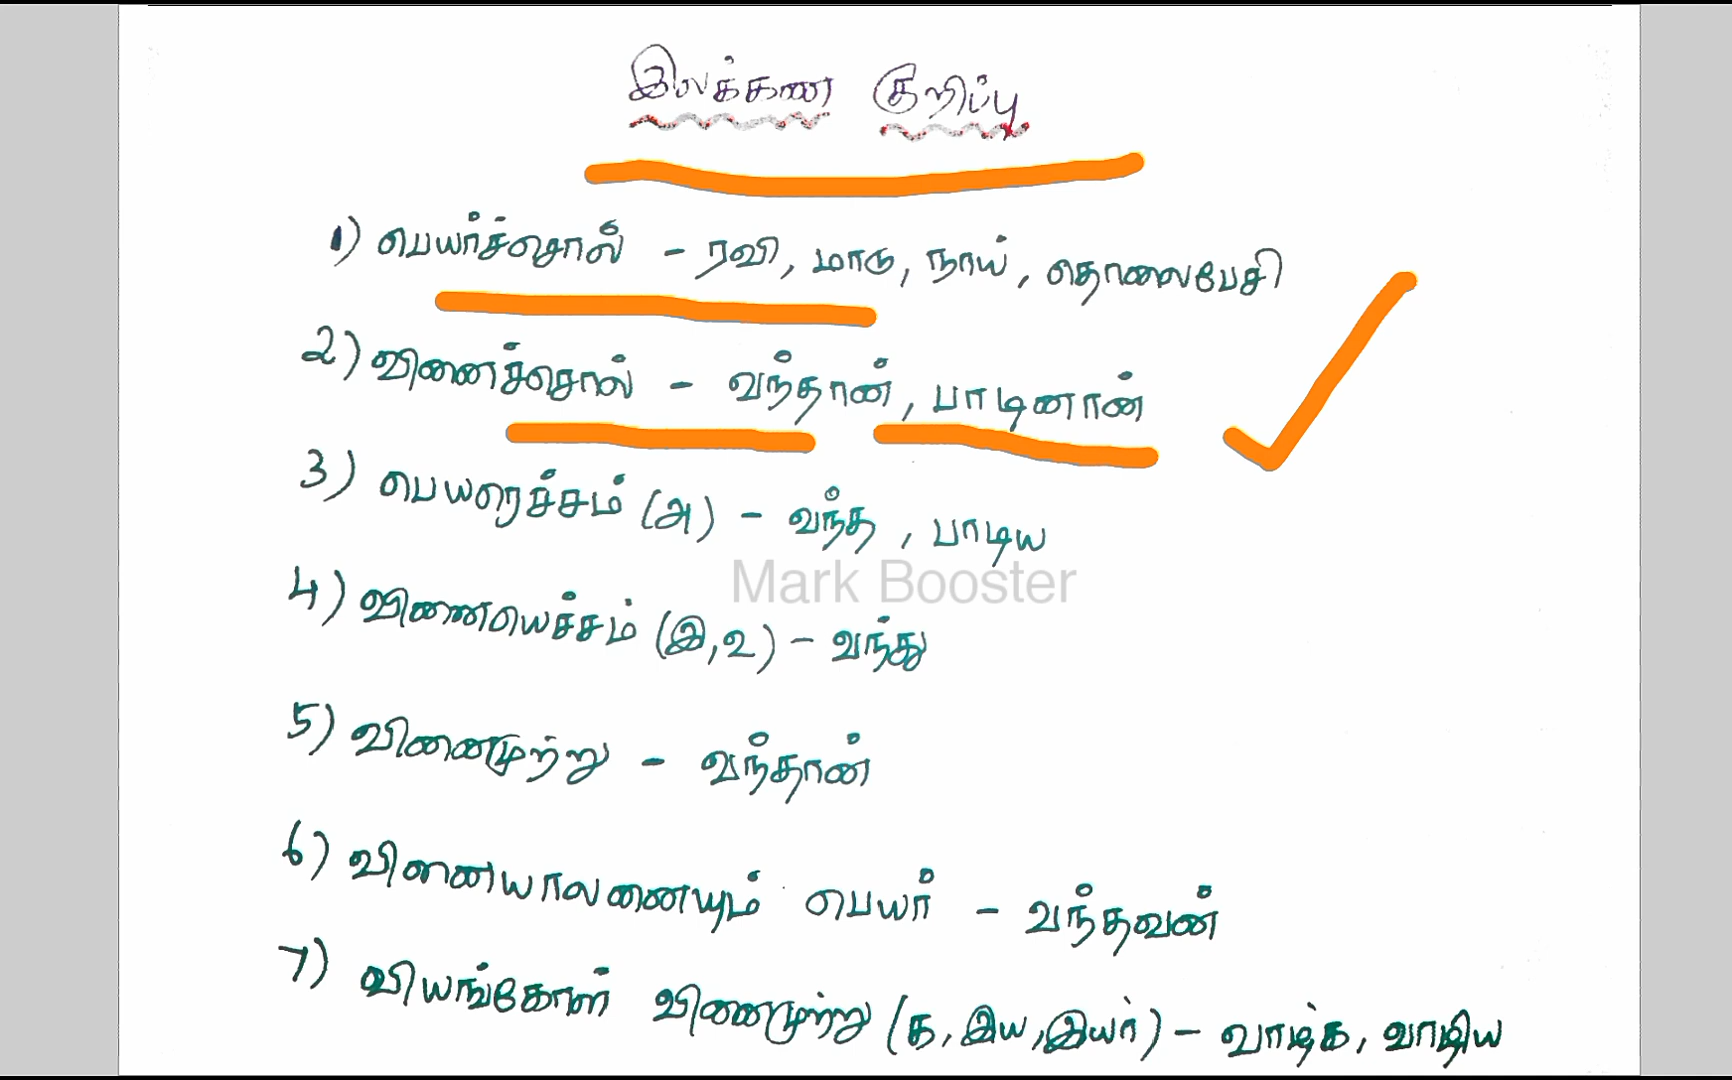 இலக்கண குறிப்பு
1) பெயர்ச்சொல் - ரவி, மாடு, நாய், தொலைபேசி
2) வினைச்சொல் - வந்தான், பாடினான்
3) பெயரெச்சம் (அ) - வந்த, பாடிய
Mark Booster
4) வினையெச்சம் (இ,உ) - வந்து
5) வினைமுற்று - வந்தான்
6) வினையாலணையும் பெயர் - வந்தவன்
7) வியங்கோள் வினைமுற்று (க, இய, இயர்) - வாழ்க, வாழிய